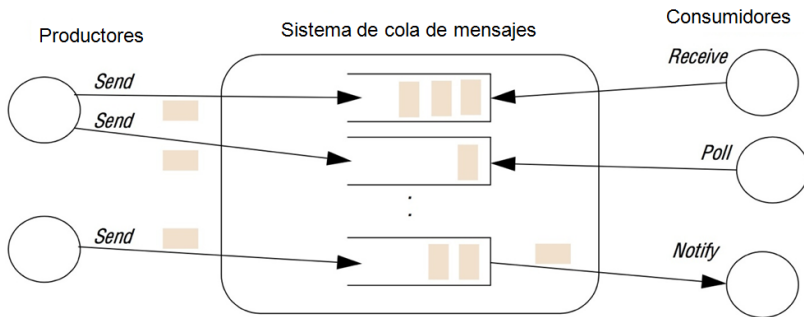 Productores
Sistema de cola de mensajes
Consumidores
Send
Receive
Send
Poll
Send
Notify